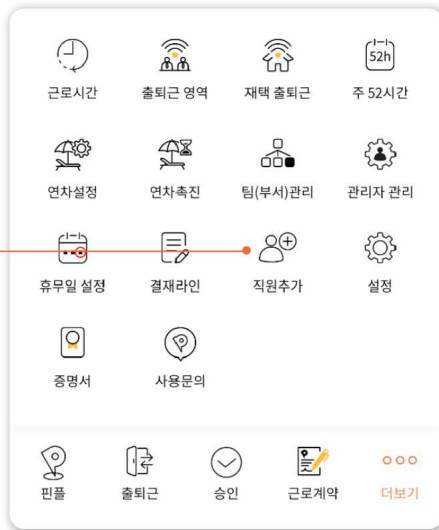 52h
근로시간 출퇴근 영역 재택 출퇴근 주 52시간
연차설정 연차촉진 팀(부서)관리 관리자 관리
휴무일 설정 결재라인 직원추가 설정
증명서 사용문의
핀플 출퇴근 승인 근로계약 더보기